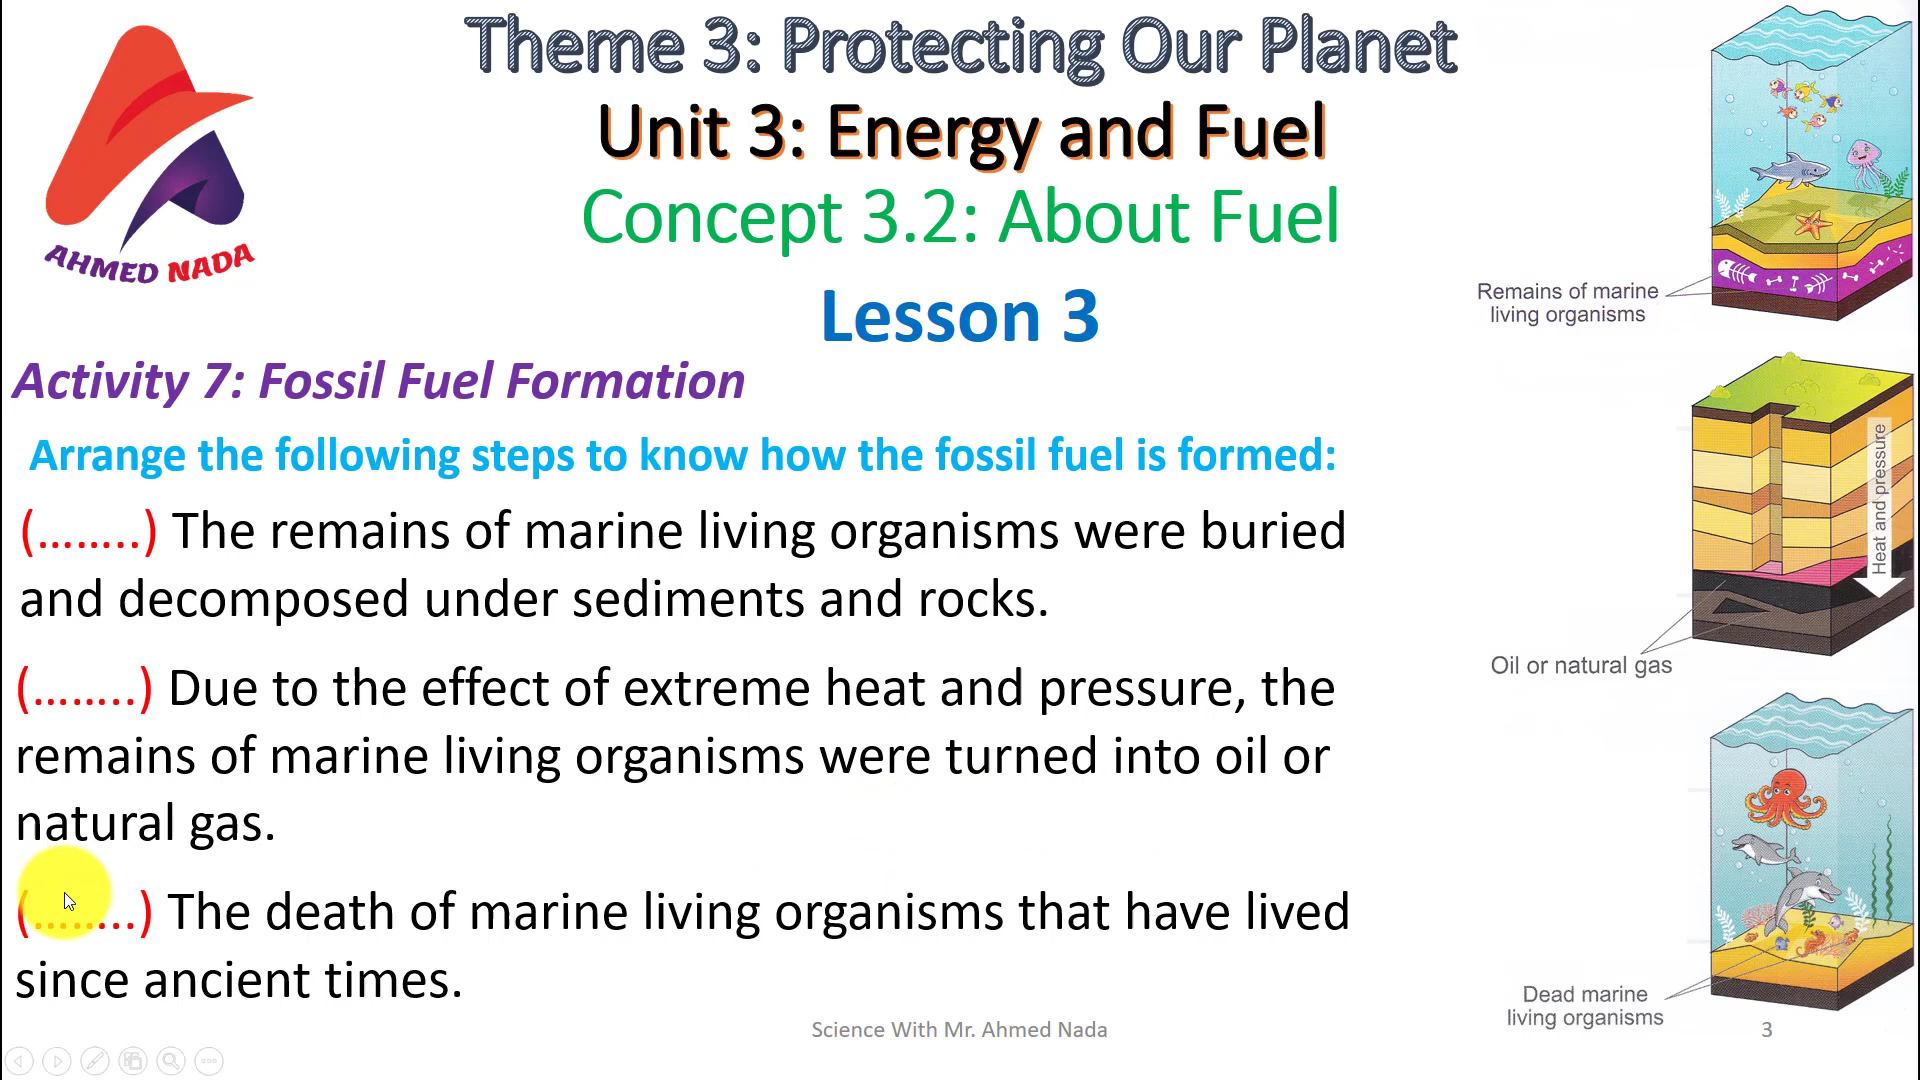 Theme 3: Protecting Our Planet
Unit 3: Energy and Fuel
Concept 3.2: About Fuel
AHMED NADA
Lesson 3
Remains of marine
living organisms
Activity 7: Fossil Fuel Formation
Arrange the following steps to know how the fossil fuel is formed:
(........) The remains of marine living organisms were buried
and decomposed under sediments and rocks.
Heat and pressure
Oil or natural gas
(........) Due to the effect of extreme heat and pressure, the
remains of marine living organisms were turned into oil or
natural gas.
(........) The death of marine living organisms that have lived
since ancient times.
Dead marine
living organisms
Science With Mr. Ahmed Nada
3